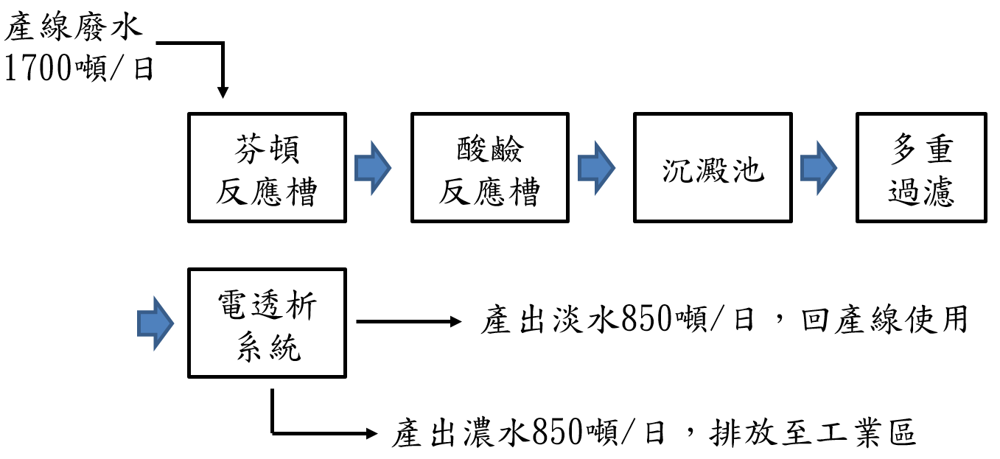 產線廢水
1700噸/日
芬頓
反應槽
酸鹼
反應槽
沉澱池
多重
過濾
電透析
系統
產出淡水850噸/日，回產線使用
產出濃水850噸/日，排放至工業區